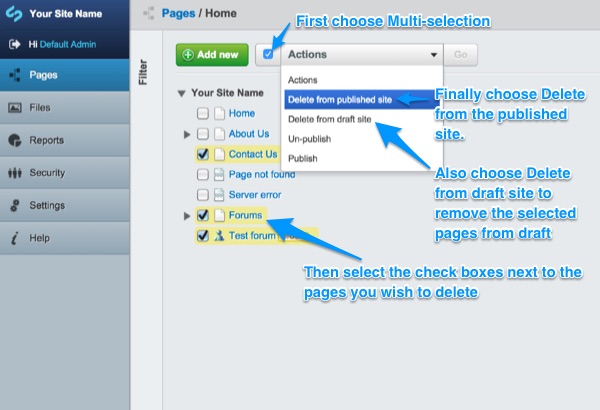 Your Site Name
Pages / Home
First choose Multi-selection
Hi Default Admin
Add new
Actions
Go
Pages
Files
Reports
Security
Settings
Help
Filter
Your Site Name
Home
About Us
Contact Us
Page not found
Server error
Forums
Test forum
Actions
Delete from published site
Delete from draft site
Un-publish
Publish
Finally choose Delete
from the published
site.
Also choose Delete
from draft site to
remove the selected
pages from draft
Then select the check boxes next to the
pages you wish to delete